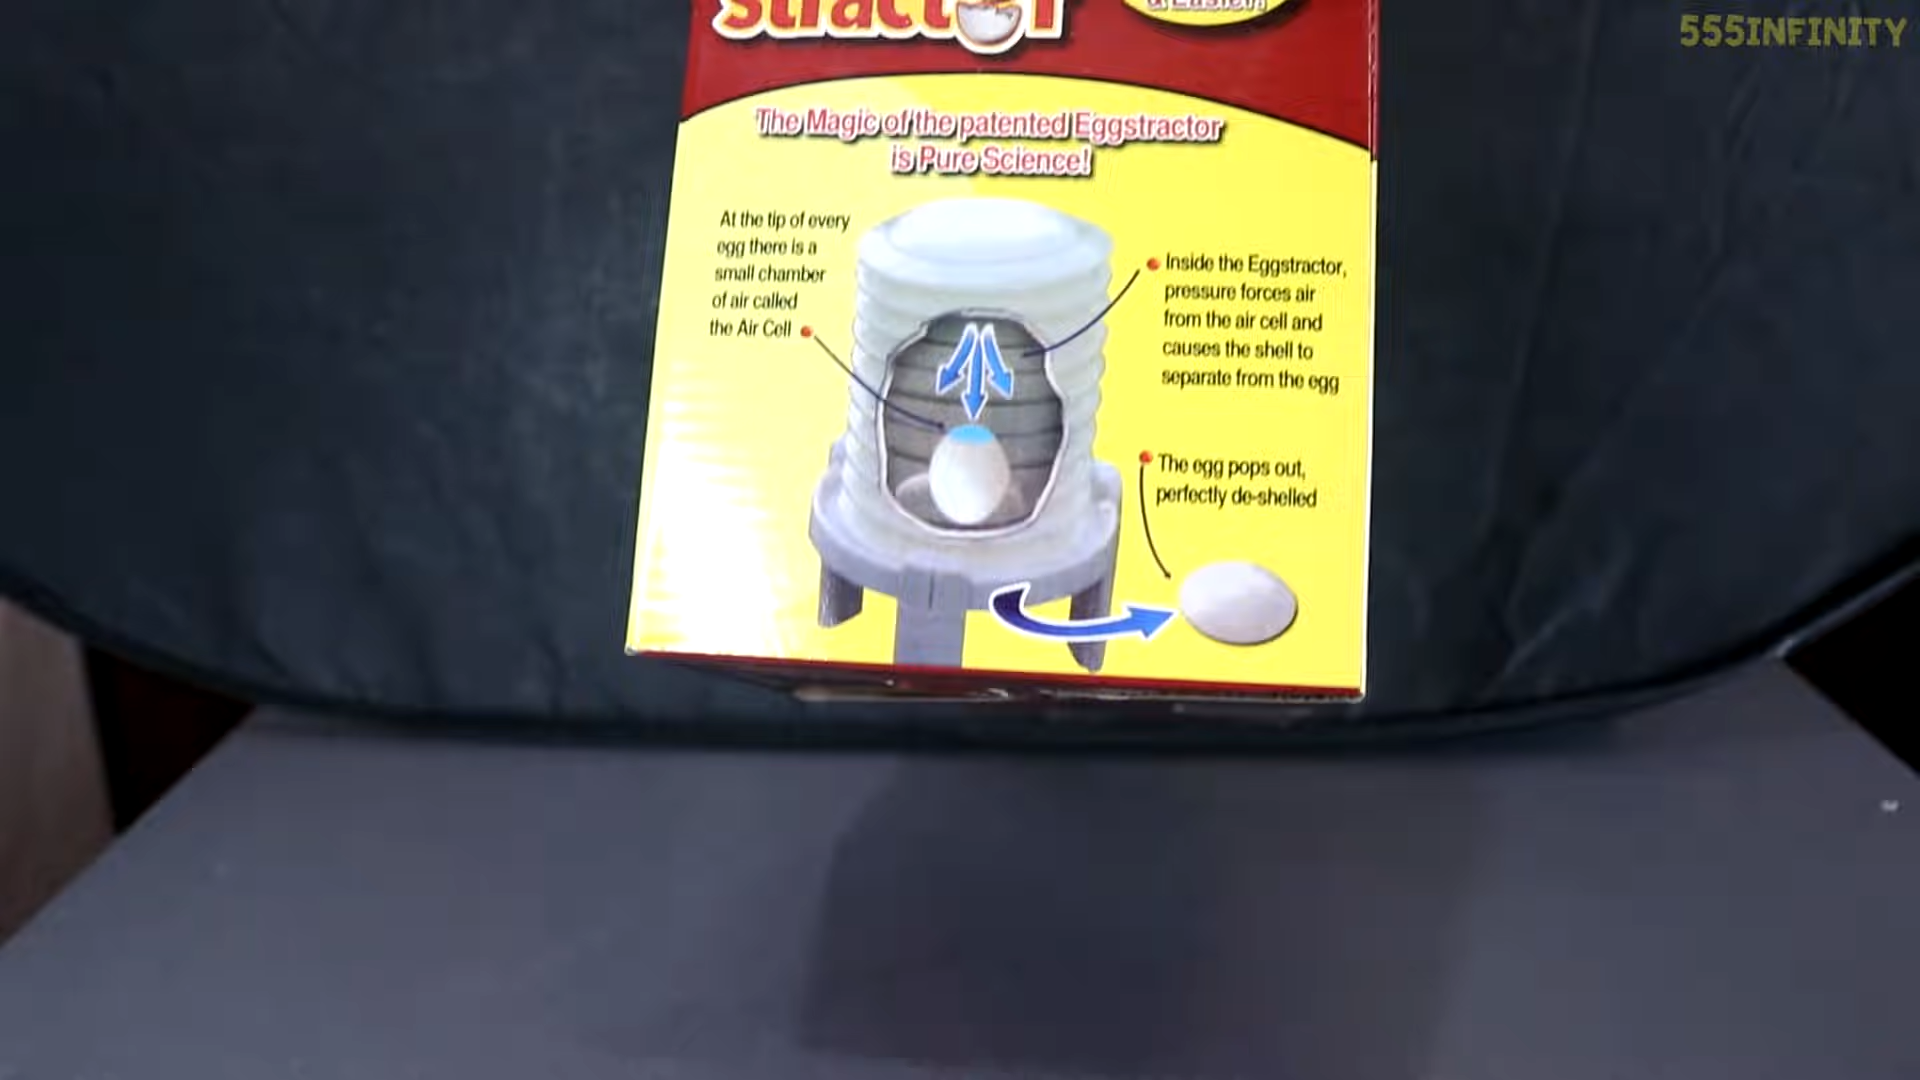 stractor
& Easier!
555INFINITY
The Magic of the patented Eggstractor
is Pure Science!
At the tip of every
egg there is a
small chamber
of air called
the Air Cell
Inside the Eggstractor,
pressure forces air
from the air cell and
causes the shell to
separate from the egg
The egg pops out,
perfectly de-shelled